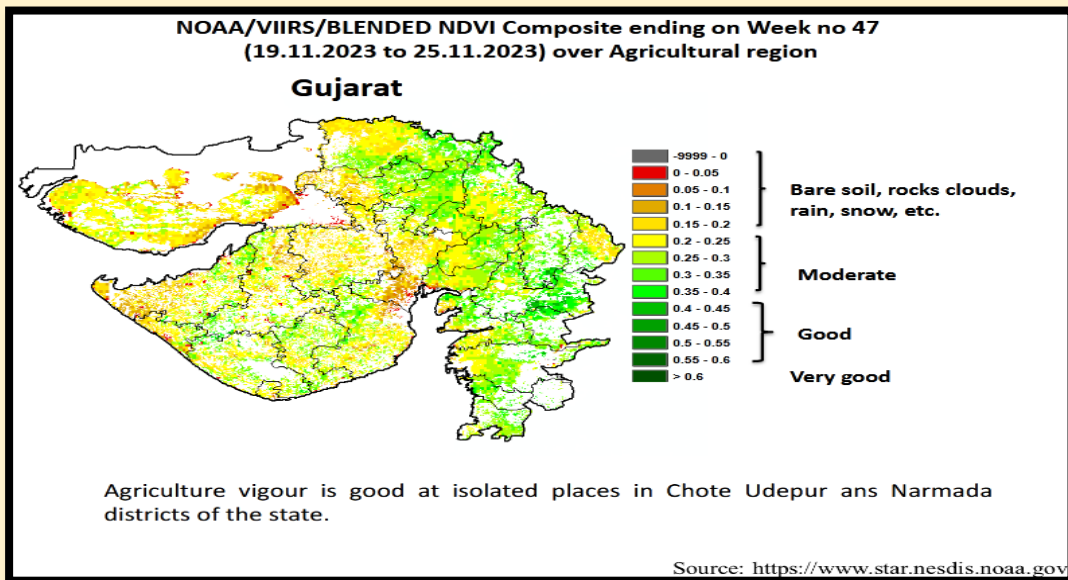 NOAA/VIIRS/BLENDED NDVI Composite ending on Week no 47
(19.11.2023 to 25.11.2023) over Agricultural region
Gujarat
-9999 - 0
0 - 0.05
0.05 - 0.1
0.1 - 0.15
0.15 - 0.2
0.2 - 0.25
0.25 - 0.3
0.3 - 0.35
0.35 - 0.4
0.4 - 0.45
0.45 - 0.5
0.5 - 0.55
0.55 - 0.6
> 0.6
Bare soil, rocks clouds,
rain, snow, etc.
Moderate
Good
Very good
Agriculture vigour is good at isolated places in Chote Udepur ans Narmada
districts of the state.
Source: https://www.star.nesdis.noaa.gov